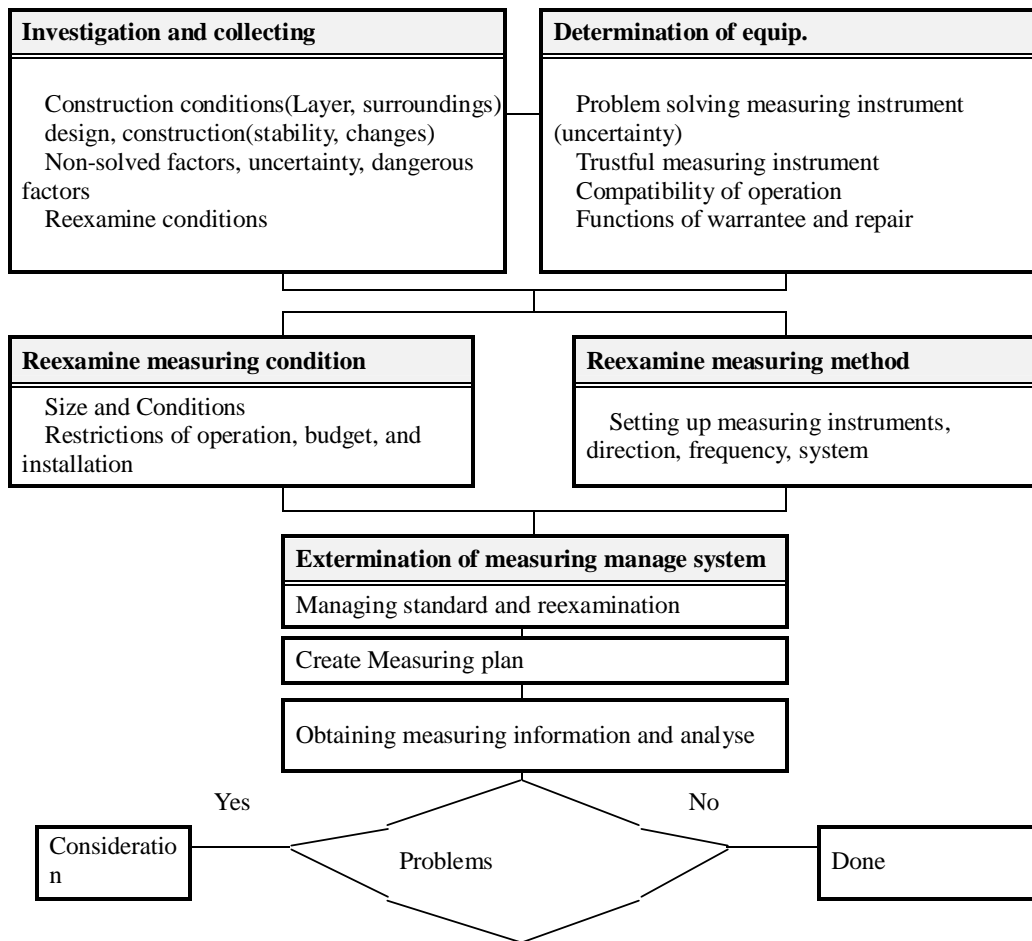 Investigation and collecting
Construction conditions(Layer, surroundings)
design, construction(stability, changes)
Non-solved factors, uncertainty, dangerous
factors
Reexamine conditions
Determination of equip.
Problem solving measuring instrument
(uncertainty)
Trustful measuring instrument
Compatibility of operation
Functions of warrantee and repair
Reexamine measuring condition
Size and Conditions
Restrictions of operation, budget, and
installation
Reexamine measuring method
Setting up measuring instruments,
direction, frequency, system
Extermination of measuring manage system
Managing standard and reexamination
Create Measuring plan
Obtaining measuring information and analyse
Yes
No
Consideratio
n
Problems
Done